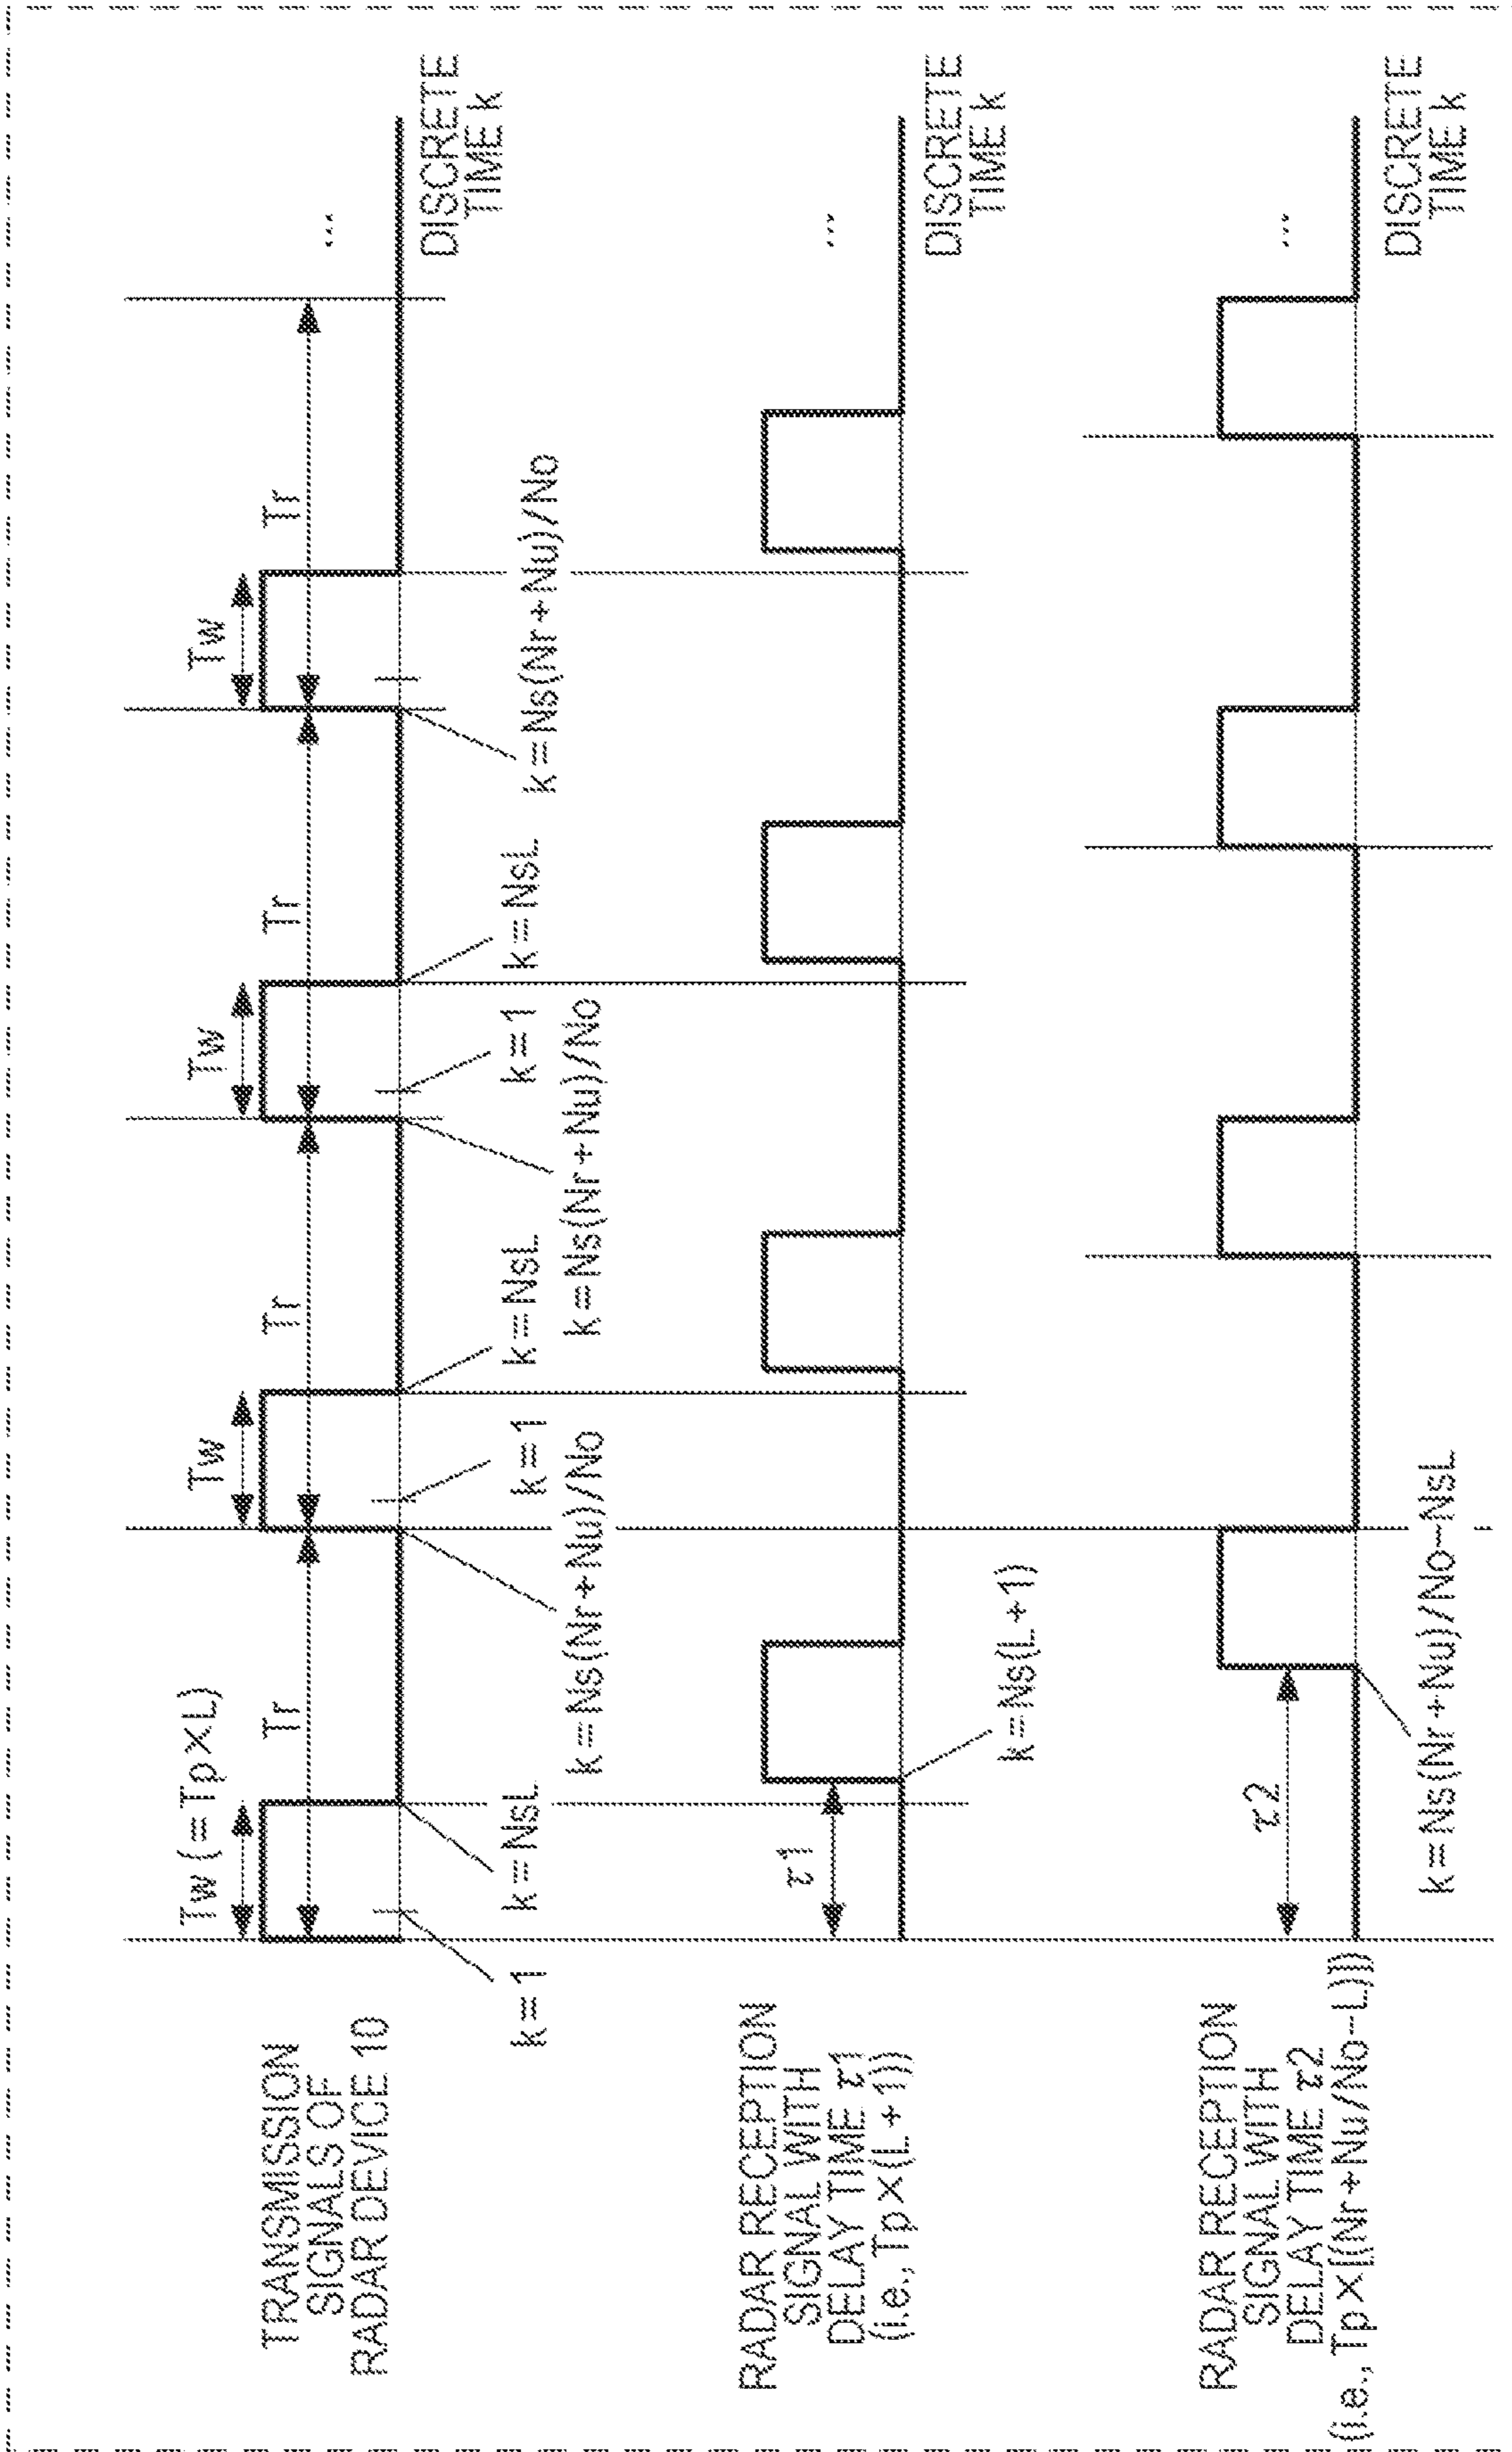 TRANSMISSION
SIGNALS OF
RADAR DEVICE 10
Tw (=Tp×L)
Tw
Tw
Tw
Tr
Tr
Tr
Tr
...
k=1
k=NsL
k=Ns(Nr+Nu)/No
k=1
k=NsL
k=Ns(Nr+Nu)/No
k=1
k=NsL
k=Ns(Nr+Nu)/No
DISCRETE
TIME k
RADAR RECEPTION
SIGNAL WITH
DELAY TIME τ1
(i.e., Tp×(L+1))
τ1
k=Ns(L+1)
...
DISCRETE
TIME k
RADAR RECEPTION
SIGNAL WITH
DELAY TIME τ2
(i.e., Tp×[(Nr+Nu/No-L)])
τ2
k=Ns(Nr+Nu)/No-NsL
...
DISCRETE
TIME k